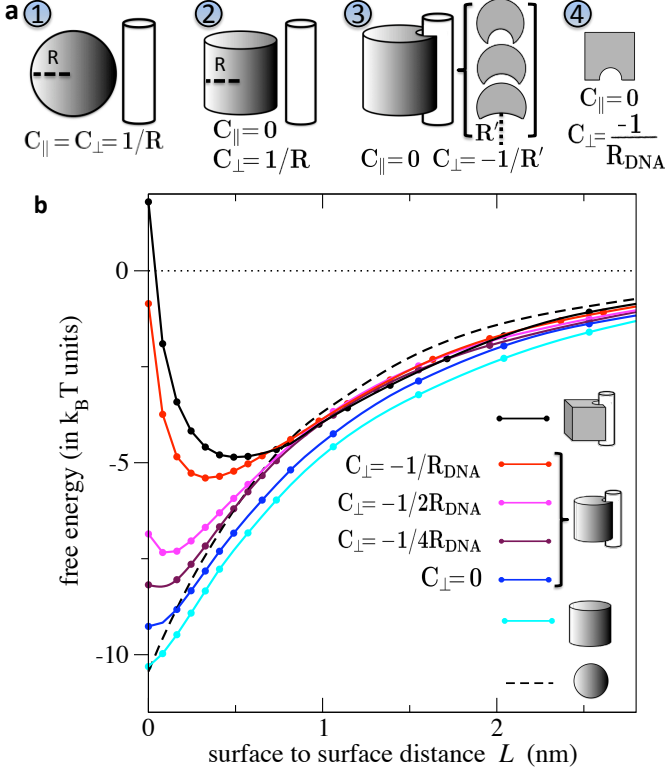 a 1 2 3 4
R
R
R'
C∥= C⊥= 1/R
C∥= 0
C⊥= 1/R
C∥= 0 C⊥= -1/R'
C∥= 0
C⊥= -1/R_DNA
b
free energy (in k_BT units)
0
-5
-10
C⊥= -1/R_DNA
C⊥= -1/2R_DNA
C⊥= -1/4R_DNA
C⊥= 0
0 1 2
surface to surface distance L (nm)